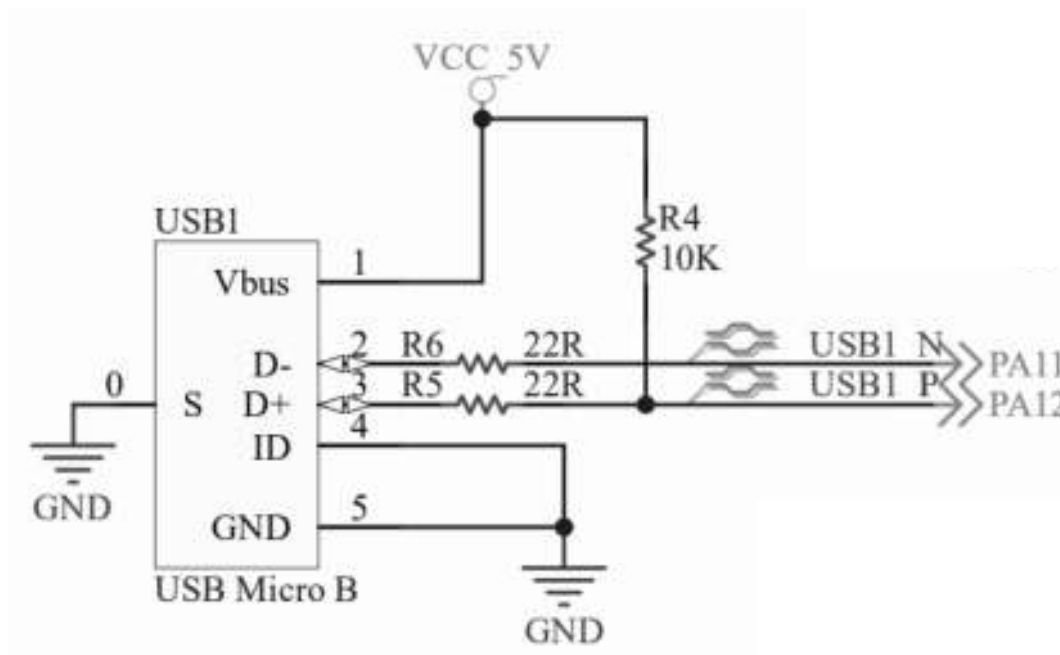 VCC_5V
USB1
R4
10K
Vbus
1
D-
2
R6
22R
USB1_N
PA11
0
S
D+
3
R5
22R
USB1_P
PA12
ID
4
GND
GND
5
USB Micro B
GND